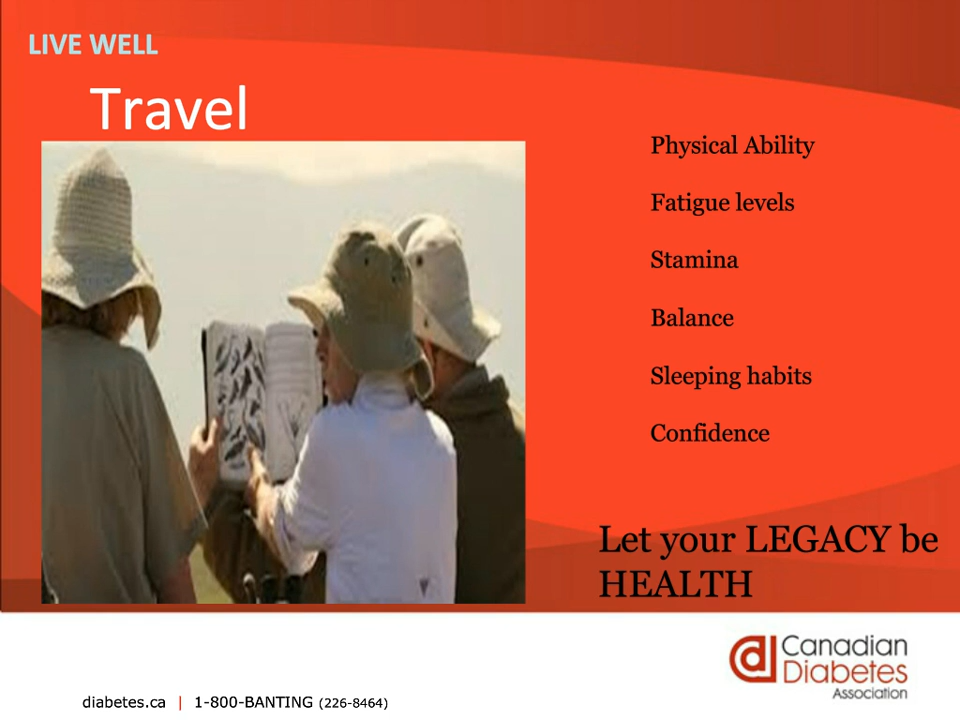 LIVE WELL
Travel
Physical Ability
Fatigue levels
Stamina
Balance
Sleeping habits
Confidence
Let your LEGACY be
HEALTH
Canadian
Diabetes
Association
diabetes.ca | 1-800-BANTING (226-8464)